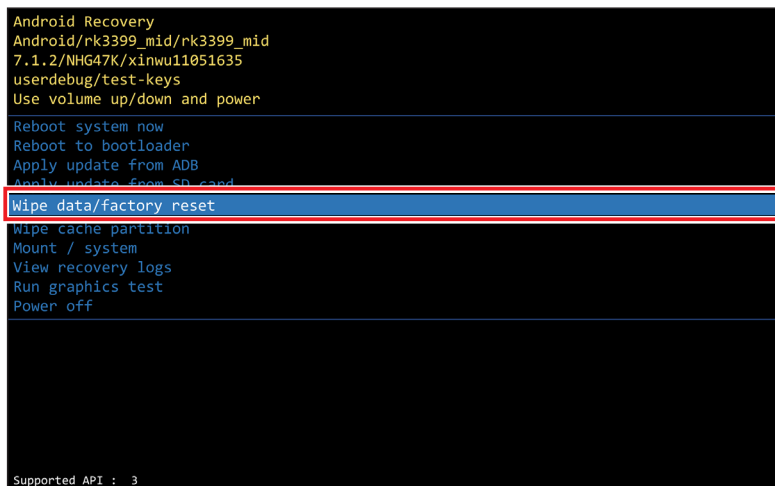 Android Recovery
Android/rk3399_mid/rk3399_mid
7.1.2/NHG47K/xinwu11051635
userdebug/test-keys
Use volume up/down and power
Reboot system now
Reboot to bootloader
Apply update from ADB
Apply update from SD card
Wipe data/factory reset
Wipe cache partition
Mount / system
View recovery logs
Run graphics test
Power off
Supported API : 3